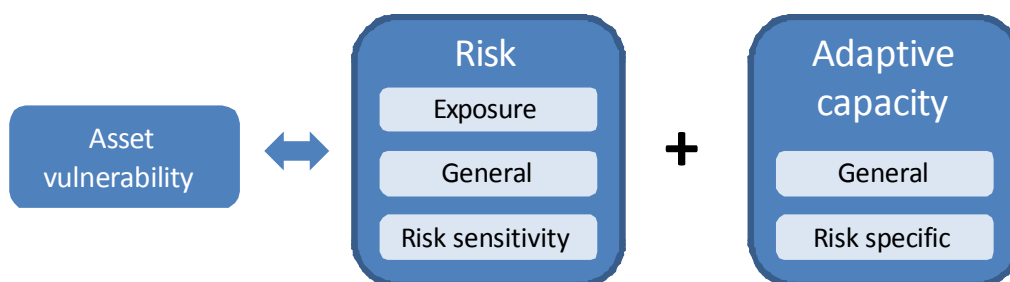 Asset
vulnerability
Risk
Exposure
General
Risk sensitivity
+
Adaptive
capacity
General
Risk specific